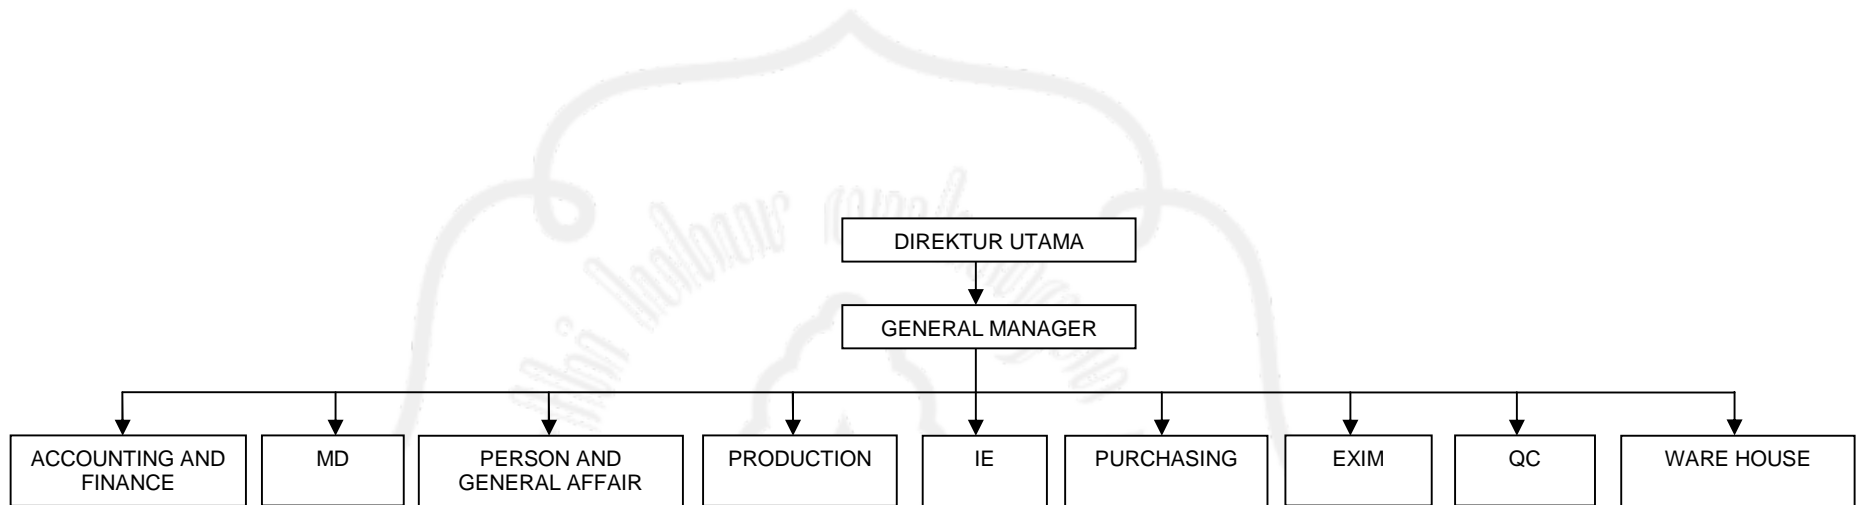 DIREKTUR UTAMA
GENERAL MANAGER
ACCOUNTING AND
FINANCE
MD
PERSON AND
GENERAL AFFAIR
PRODUCTION
IE
PURCHASING
EXIM
QC
WARE HOUSE